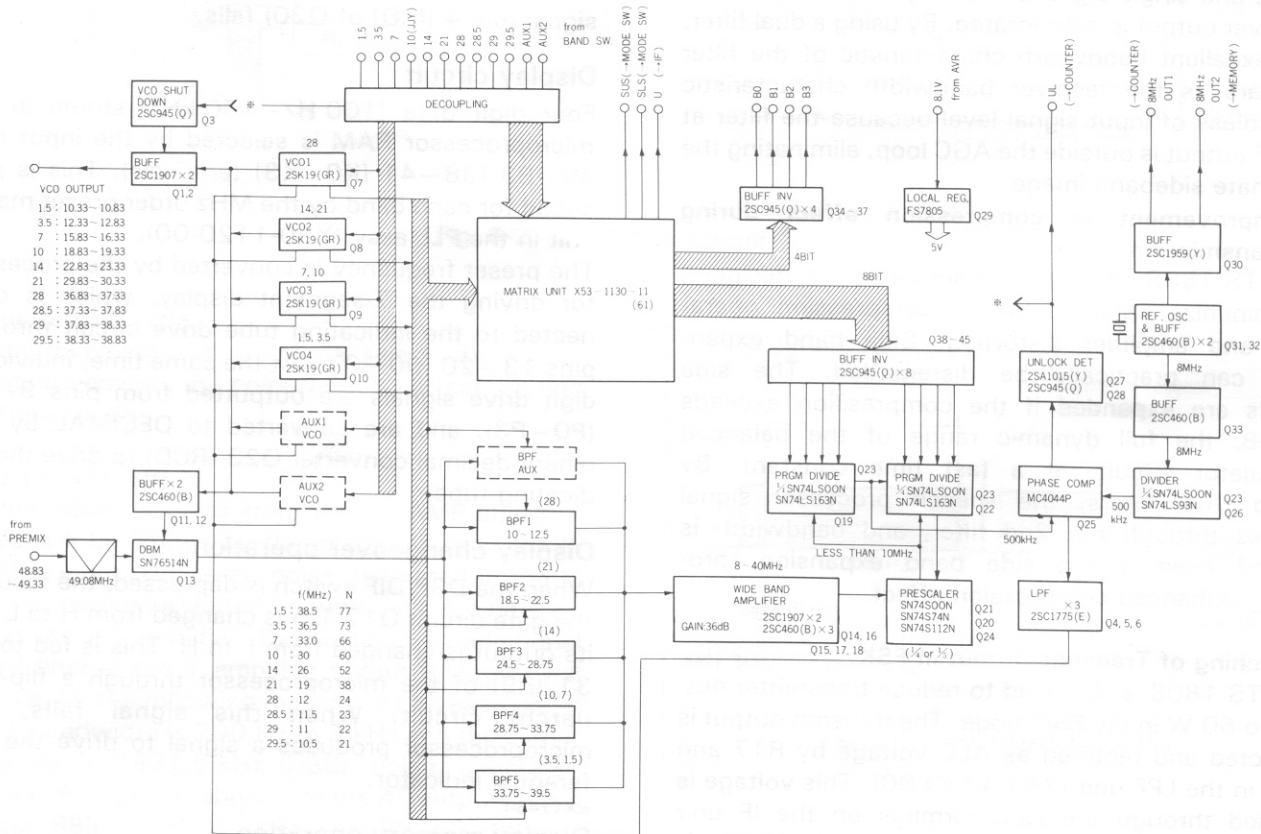 1.5
3.5
7
10 (JJY)
14
21
28
28.5
29
29.5
AUX1
AUX2
from
BAND SW.
SUS (→MODE SW)
SLS (→MODE SW)
U (→IF)
B0
B1
B2
B3
8.1V
from AVR
UL
(→COUNTER)
(→COUNTER)
8MHz
OUT1
8MHz
OUT2
(→MEMORY)
VCO SHUT
DOWN
2SC945(Q)
Q3
※
DECOUPLING
BUFF
2SC1907×2
Q1,2
28
VCO1
2SK19(GR)
Q7
14, 21
VCO2
2SK19(GR)
Q8
7, 10
VCO3
2SK19(GR)
Q9
1.5, 3.5
VCO4
2SK19(GR)
Q10
AUX1
VCO
AUX2
VCO
VCO OUTPUT
1.5 : 10.33~10.83
3.5 : 12.33~12.83
7 : 15.83~16.33
10 : 18.83~19.33
14 : 22.83~23.33
21 : 29.83~30.33
28 : 36.83~37.33
28.5 : 37.33~37.83
29 : 37.83~38.33
29.5 : 38.33~38.83
MATRIX UNIT X53-1130-11
(61)
BUFF INV
2SC945(Q)×4
Q34~37
4BIT
8BIT
LOCAL REG,
FS7805
Q29
5V
BUFF INV
2SC945(Q)×8
Q38~45
BUFF
2SC1959(Y)
Q30
REF. OSC
& BUFF
2SC460(B)×2
Q31, 32
8MHz
BUFF
2SC460(B)
Q33
8MHz
DIVIDER
¼SN74LSOON
SN74LS93N
Q23
Q26
※
UNLOCK DET
2SA1015(Y)
2SC945(Q)
Q27
Q28
PHASE COMP
MC4044P
Q25
500
kHz
500kHz
PRGM DIVIDE
¼SN74LSOON
SN74LS163N
Q23
Q19
PRGM DIVIDE
¼SN74LSOON
SN74LS163N
Q23
Q22
LESS THAN 10MHz
LPF
×3
2SC1775(E)
Q4, 5, 6
BUFF×2
2SC460(B)
Q11, 12
from
PREMIX
48.83
~49.33
49.08MHz
DBM
SN76514N
Q13
BPF
AUX
(28)
BPF1
10~12.5
(21)
BPF2
18.5~22.5
(14)
BPF3
24.5~28.75
(10, 7)
BPF4
28.75~33.75
(3.5, 1.5)
BPF5
33.75~39.5
f(MHz) N
1.5 : 38.5 77
3.5 : 36.5 73
7 : 33.0 66
10 : 30 60
14 : 26 52
21 : 19 38
28 : 12 24
28.5 : 11.5 23
29 : 11 22
29.5 : 10.5 21
8~40MHz
WIDE BAND
AMPLIFIER
GAIN:36dB
2SC1907×2
2SC460(B)×3
Q14, 16
Q15, 17, 18
PRESCALER
SN74SOON
SN74S74N
SN74S112N
(¼ or ⅕)
Q21
Q20
Q24